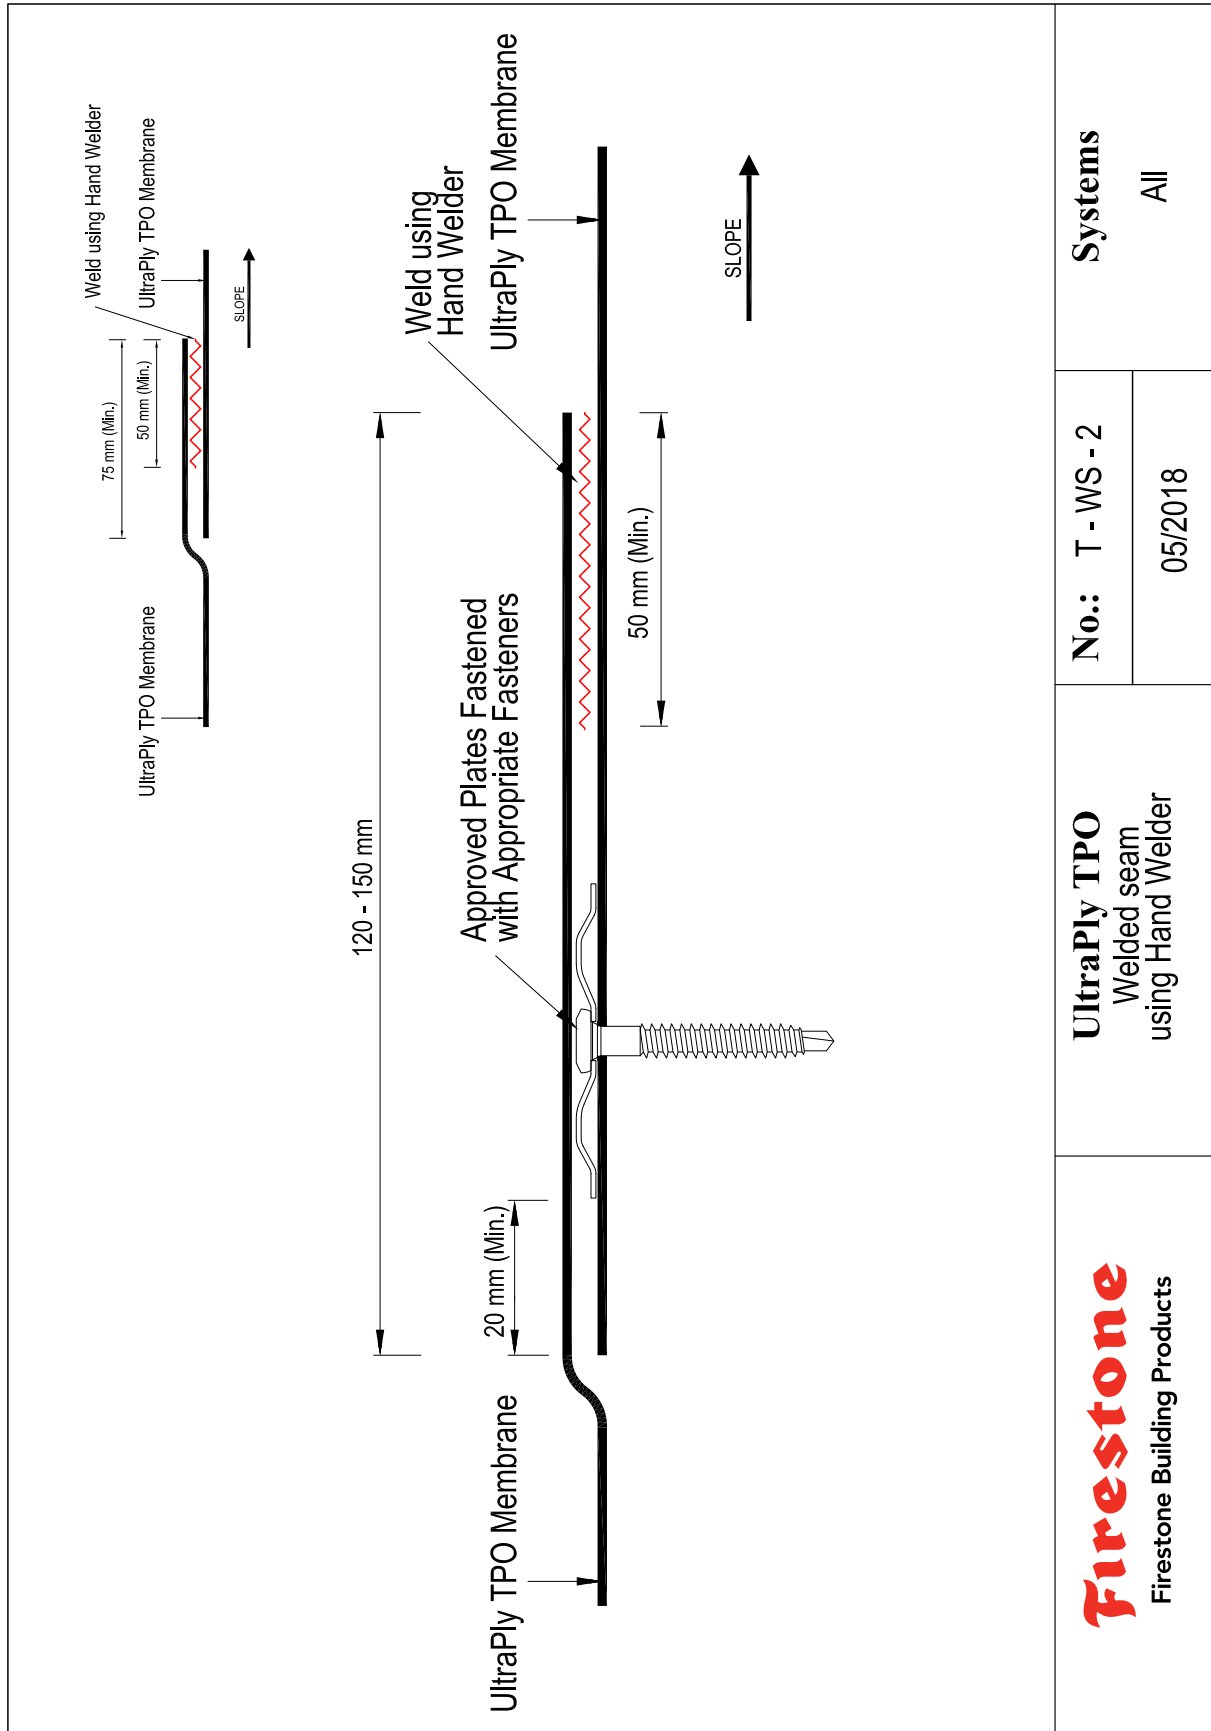 Weld using Hand Welder
UltraPly TPO Membrane
75 mm (Min.)
50 mm (Min.)
SLOPE
UltraPly TPO Membrane
120 - 150 mm
Approved Plates Fastened
with Appropriate Fasteners
Weld using
Hand Welder
UltraPly TPO Membrane
20 mm (Min.)
50 mm (Min.)
SLOPE
UltraPly TPO Membrane
Firestone
Firestone Building Products
UltraPly TPO
Welded seam
using Hand Welder
No.: T - WS - 2
05/2018
Systems
All